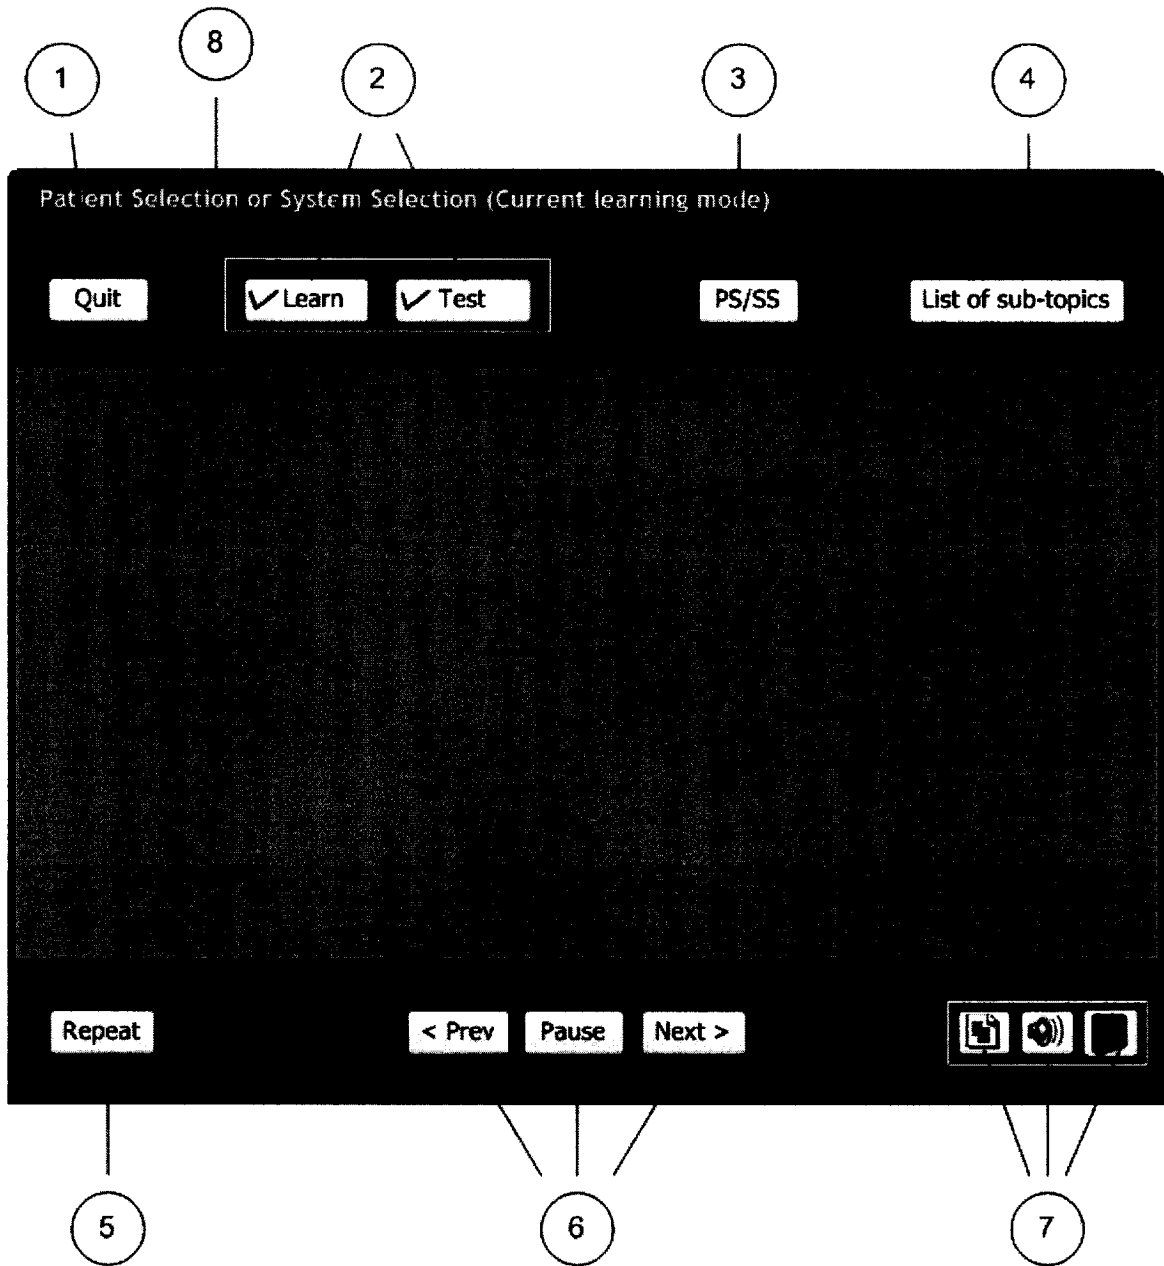 8
1 2 3 4
Patient Selection or System Selection (Current learning mode)
Quit Learn Test PS/SS List of sub-topics
Repeat < Prev Pause Next >
5 6 7